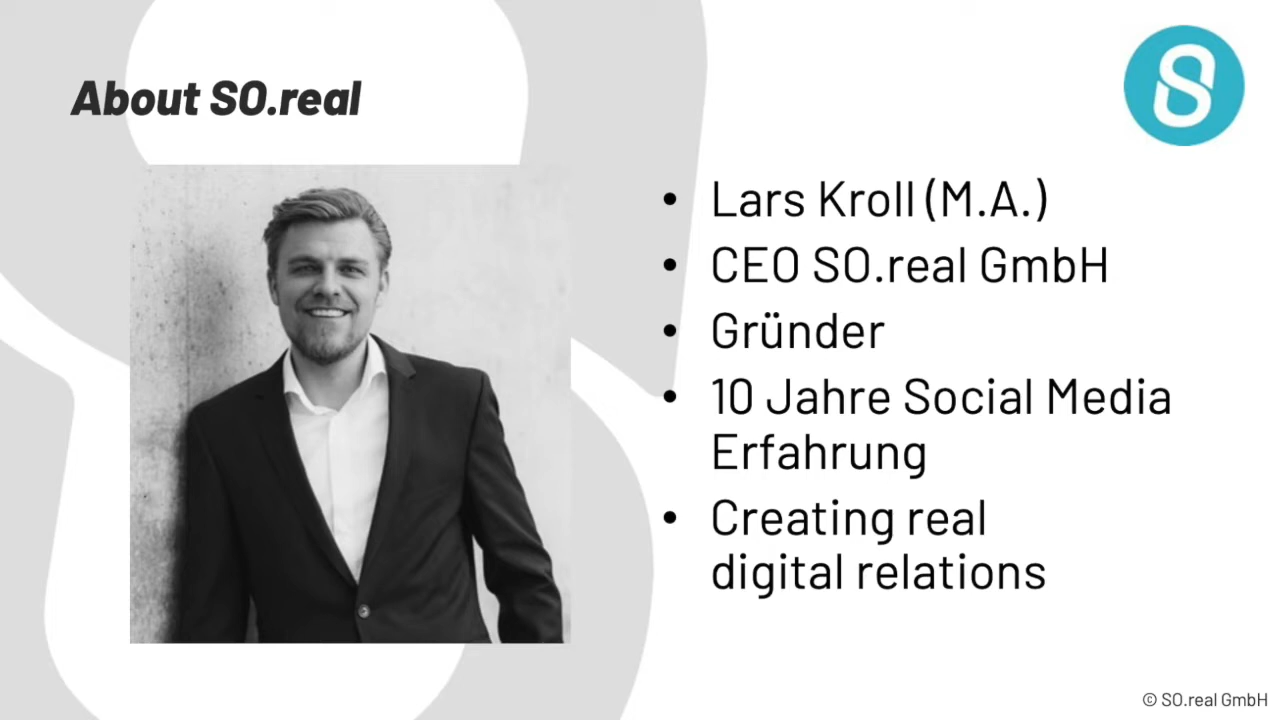 About SO.real
• Lars Kroll (M.A.)
• CEO SO.real GmbH
• Gründer
• 10 Jahre Social Media
Erfahrung
• Creating real
digital relations
© SO.real GmbH